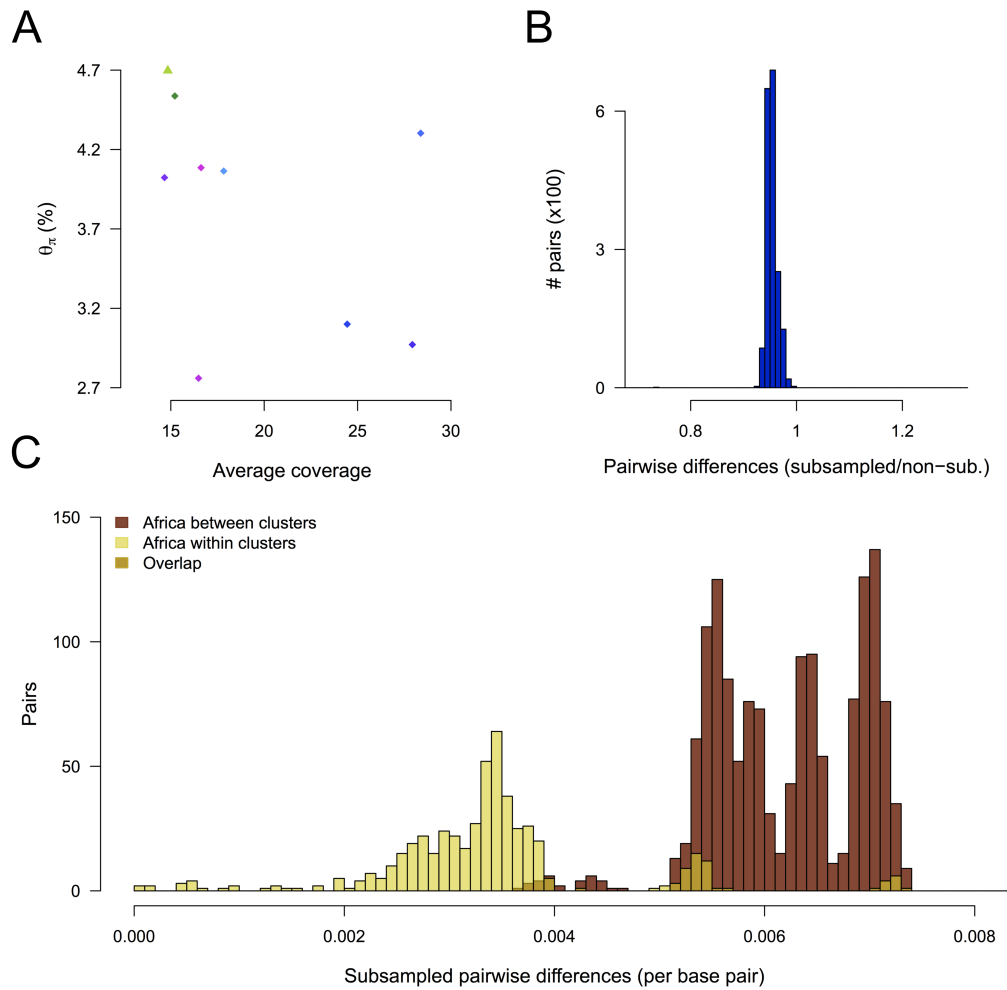 A
4.7
4.2
3.7
3.2
2.7
θπ (%)
15 20 25 30
Average coverage
B
6
3
0
# pairs (x100)
0.8 1 1.2
Pairwise differences (subsampled/non−sub.)
C
150
100
50
0
Pairs
Africa between clusters
Africa within clusters
Overlap
0.000 0.002 0.004 0.006 0.008
Subsampled pairwise differences (per base pair)